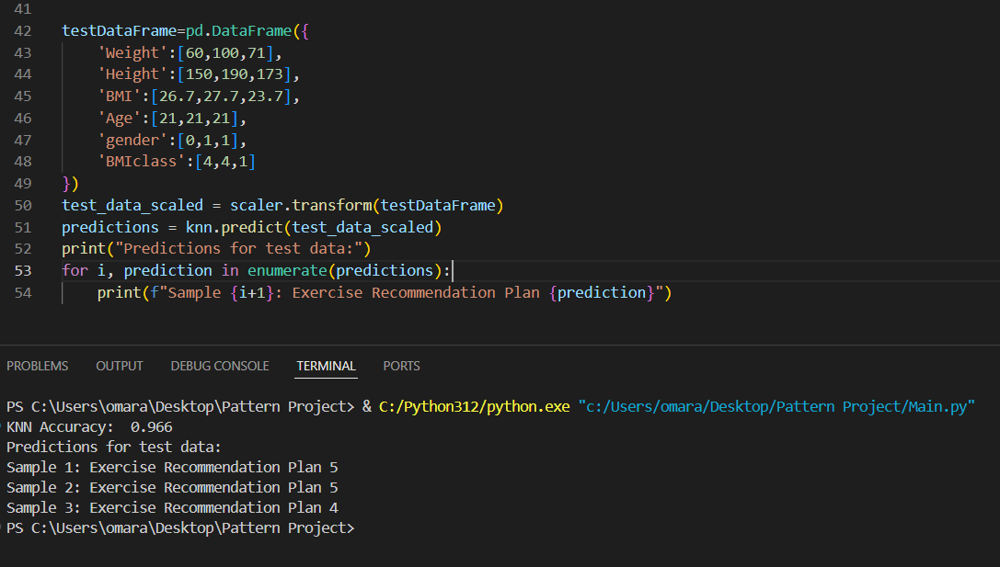 41
42 testDataFrame=pd.DataFrame({
43     'Weight':[60,100,71],
44     'Height':[150,190,173],
45     'BMI':[26.7,27.7,23.7],
46     'Age':[21,21,21],
47     'gender':[0,1,1],
48     'BMIclass':[4,4,1]
49 })
50 test_data_scaled = scaler.transform(testDataFrame)
51 predictions = knn.predict(test_data_scaled)
52 print("Predictions for test data:")
53 for i, prediction in enumerate(predictions):
54     print(f"Sample {i+1}: Exercise Recommendation Plan {prediction}")
PROBLEMS OUTPUT DEBUG CONSOLE TERMINAL PORTS
PS C:\Users\omara\Desktop\Pattern Project> & C:/Python312/python.exe "c:/Users/omara/Desktop/Pattern Project/Main.py"
KNN Accuracy:  0.966
Predictions for test data:
Sample 1: Exercise Recommendation Plan 5
Sample 2: Exercise Recommendation Plan 5
Sample 3: Exercise Recommendation Plan 4
PS C:\Users\omara\Desktop\Pattern Project>